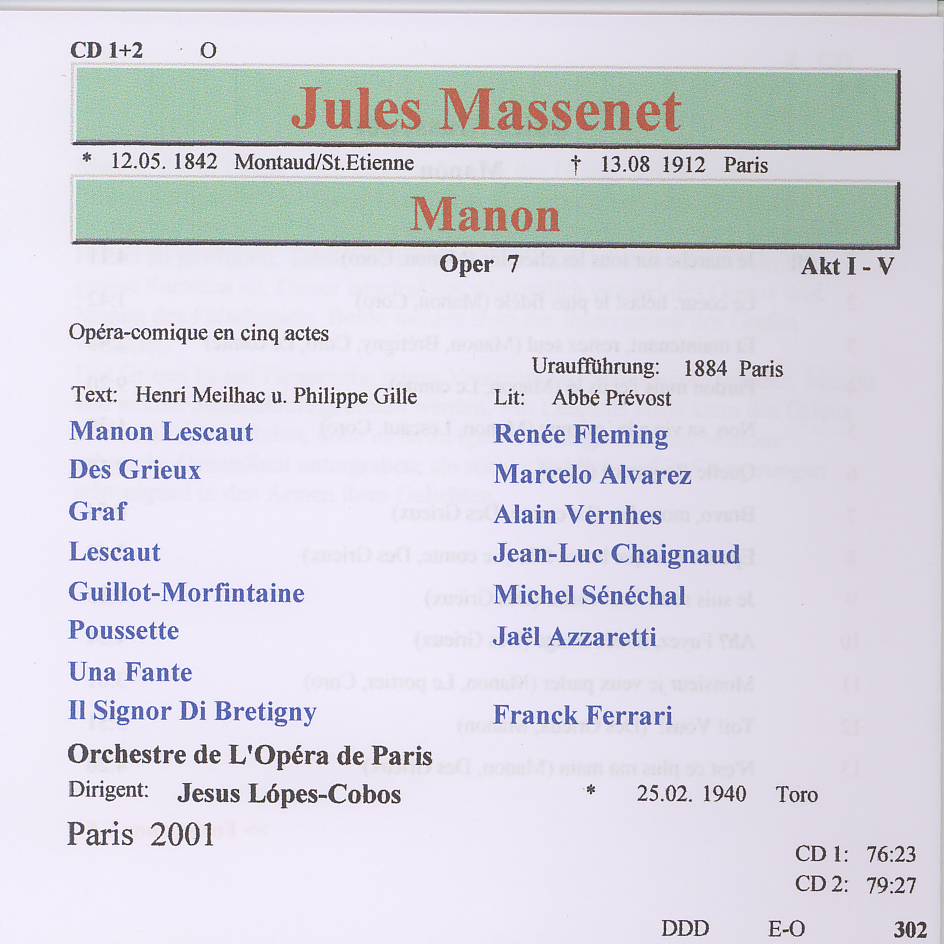 CD 1+2 · O
Jules Massenet
* 12.05. 1842 Montaud/St.Etienne † 13.08 1912 Paris
Manon
Oper 7 Akt I - V
Opéra-comique en cinq actes
Uraufführung: 1884 Paris
Text: Henri Meilhac u. Philippe Gille Lit: Abbé Prévost
Manon Lescaut Renée Fleming
Des Grieux Marcelo Alvarez
Graf Alain Vernhes
Lescaut Jean-Luc Chaignaud
Guillot-Morfintaine Michel Sénéchal
Poussette Jaël Azzaretti
Una Fante
Il Signor Di Bretigny Franck Ferrari
Orchestre de L'Opéra de Paris
Dirigent: Jesus Lópes-Cobos * 25.02. 1940 Toro
Paris 2001
CD 1: 76:23
CD 2: 79:27
DDD E-O 302